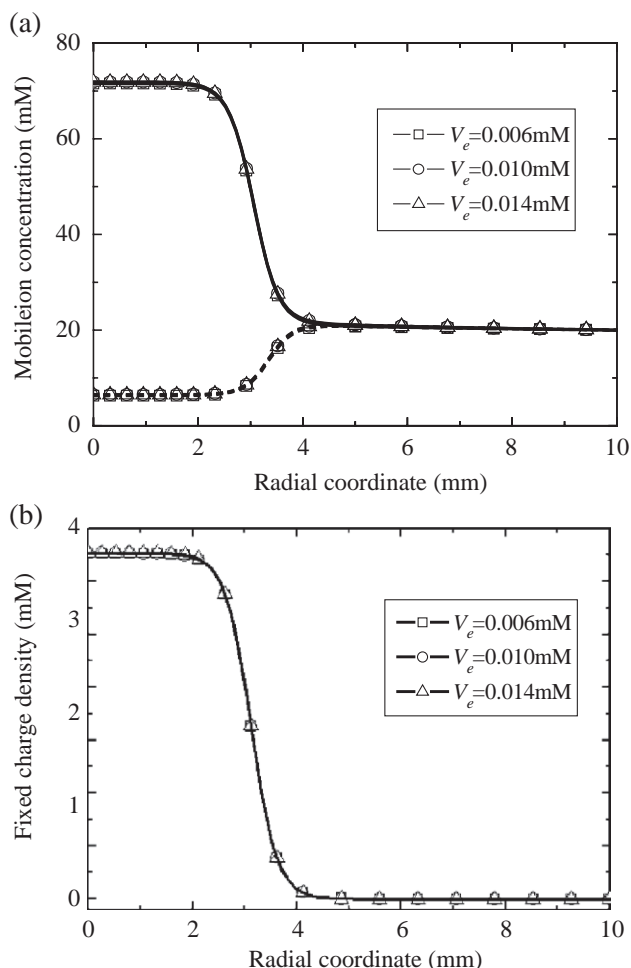 (a)
80
60
40
20
0
Mobileion concentration (mM)
V_e=0.006mM
V_e=0.010mM
V_e=0.014mM
0 2 4 6 8 10
Radial coordinate (mm)
(b)
4
3
2
1
0
Fixed charge density (mM)
V_e=0.006mM
V_e=0.010mM
V_e=0.014mM
0 2 4 6 8 10
Radial coordinate (mm)